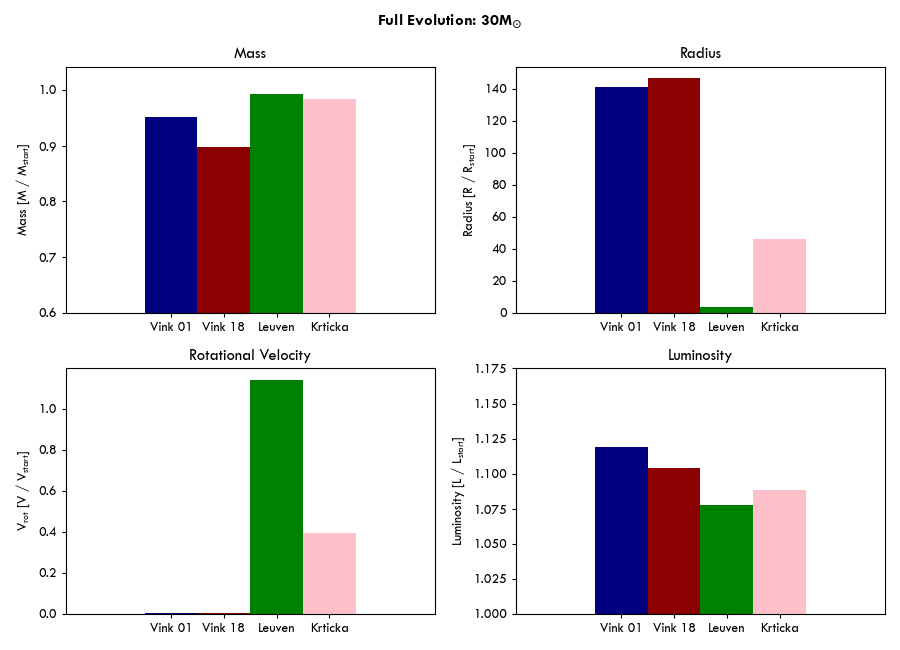 Full Evolution: 30M⊙
Mass
Mass [M / Mstart]
1.0
0.9
0.8
0.7
0.6
Vink 01 Vink 18 Leuven Krticka
Radius
Radius [R / Rstart]
140
120
100
80
60
40
20
0
Vink 01 Vink 18 Leuven Krticka
Rotational Velocity
Vrot [V / Vstart]
1.0
0.8
0.6
0.4
0.2
0.0
Vink 01 Vink 18 Leuven Krticka
Luminosity
Luminosity [L / Lstart]
1.175
1.150
1.125
1.100
1.075
1.050
1.025
1.000
Vink 01 Vink 18 Leuven Krticka